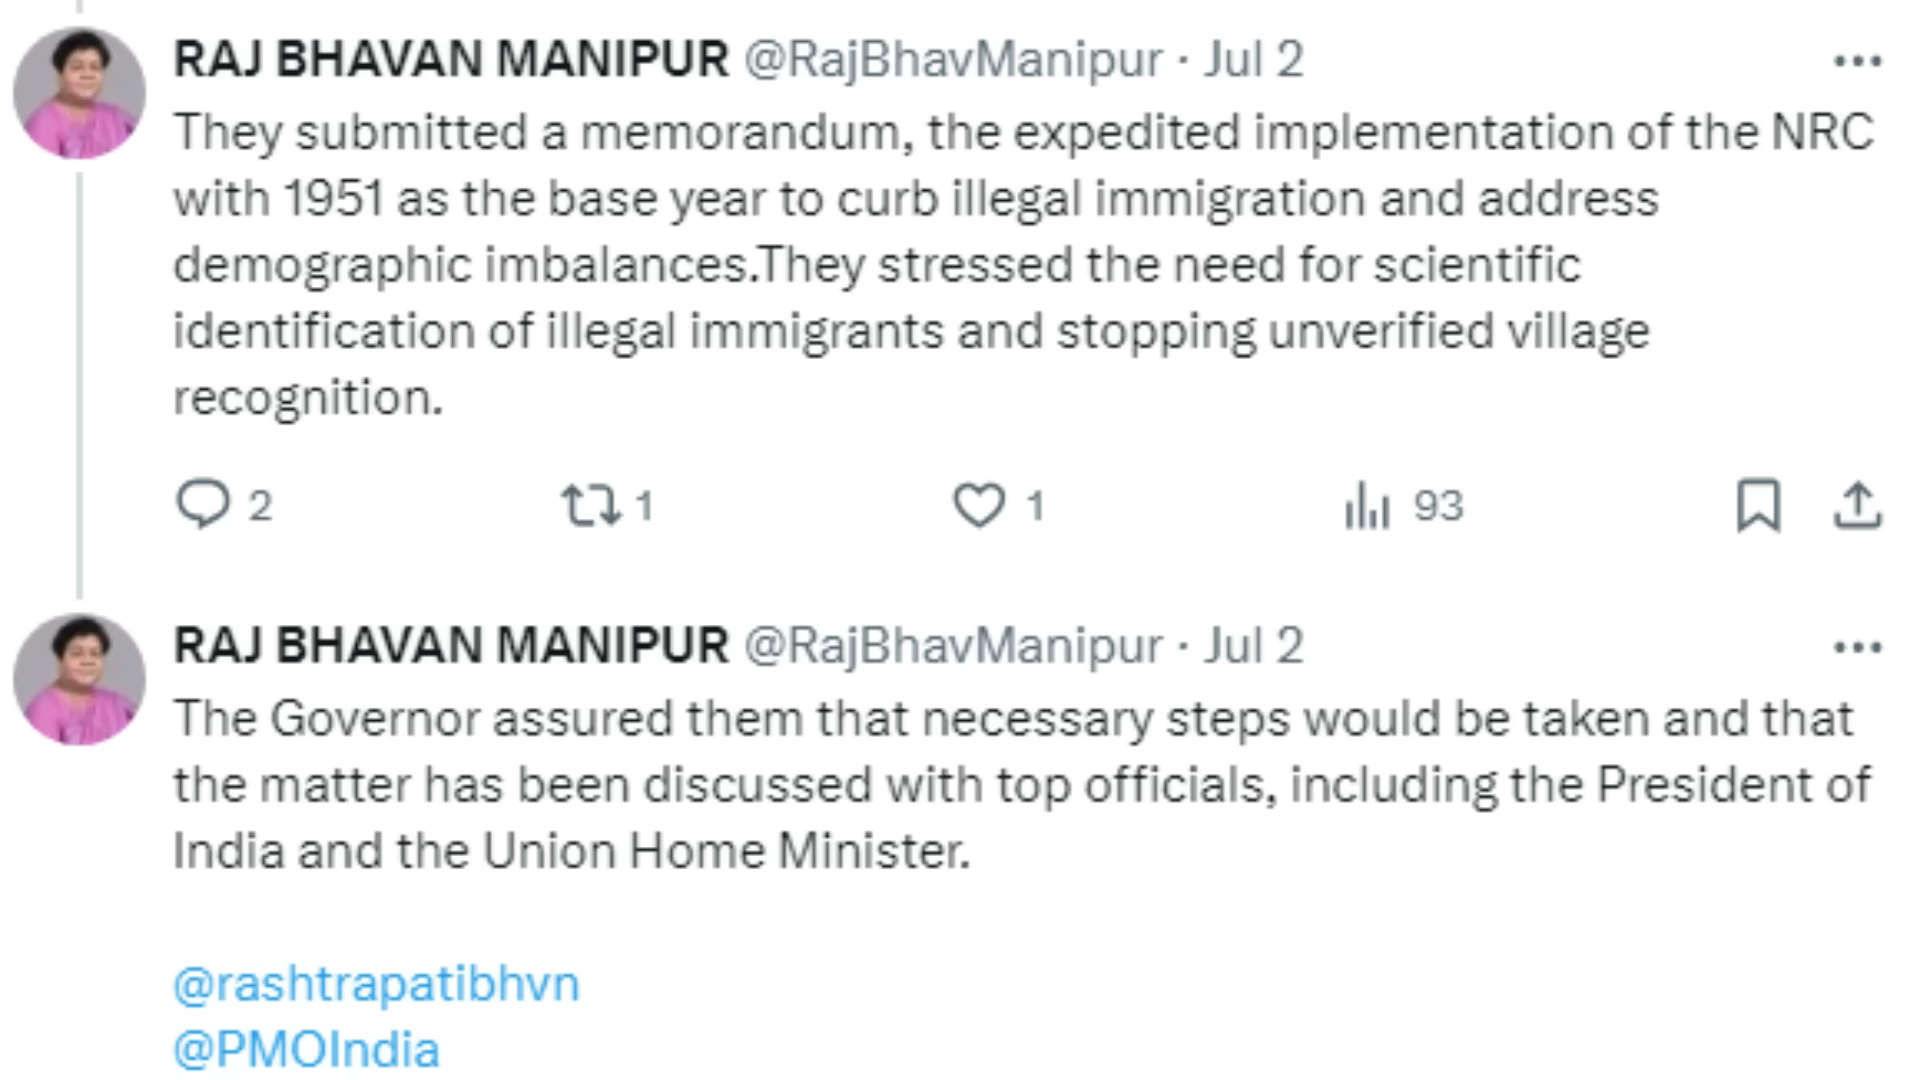 RAJ BHAVAN MANIPUR @RajBhavManipur · Jul 2
They submitted a memorandum, the expedited implementation of the NRC
with 1951 as the base year to curb illegal immigration and address
demographic imbalances.They stressed the need for scientific
identification of illegal immigrants and stopping unverified village
recognition.
2 1 1 93
RAJ BHAVAN MANIPUR @RajBhavManipur · Jul 2
The Governor assured them that necessary steps would be taken and that
the matter has been discussed with top officials, including the President of
India and the Union Home Minister.
@rashtrapatibhvn
@PMOIndia